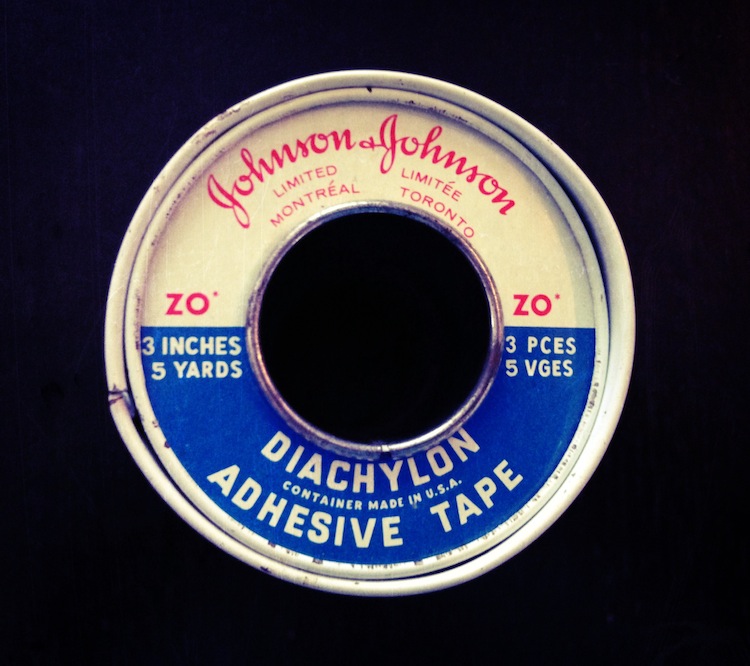 Johnson & Johnson
LIMITED LIMITÉE
MONTRÉAL TORONTO
ZO* ZO*
3 INCHES 3 PCES
5 YARDS 5 VGES
DIACHYLON
CONTAINER MADE IN U.S.A.
ADHESIVE TAPE